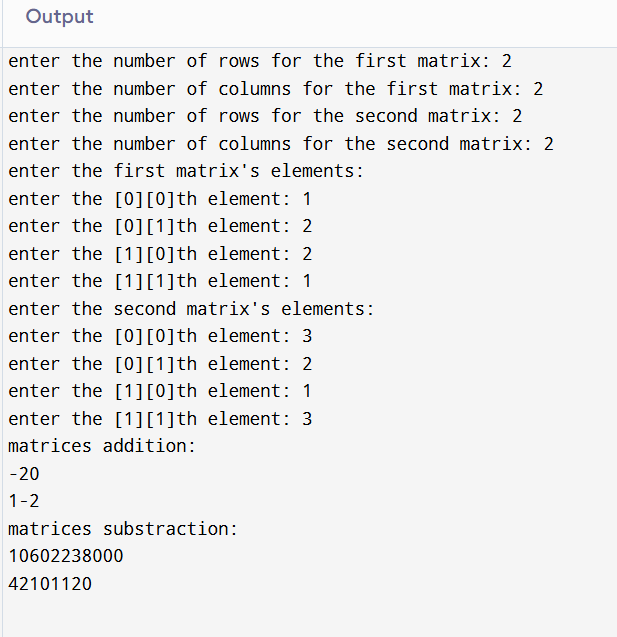 Output
enter the number of rows for the first matrix: 2
enter the number of columns for the first matrix: 2
enter the number of rows for the second matrix: 2
enter the number of columns for the second matrix: 2
enter the first matrix's elements:
enter the [0][0]th element: 1
enter the [0][1]th element: 2
enter the [1][0]th element: 2
enter the [1][1]th element: 1
enter the second matrix's elements:
enter the [0][0]th element: 3
enter the [0][1]th element: 2
enter the [1][0]th element: 1
enter the [1][1]th element: 3
matrices addition:
-20
1-2
matrices substraction:
10602238000
42101120